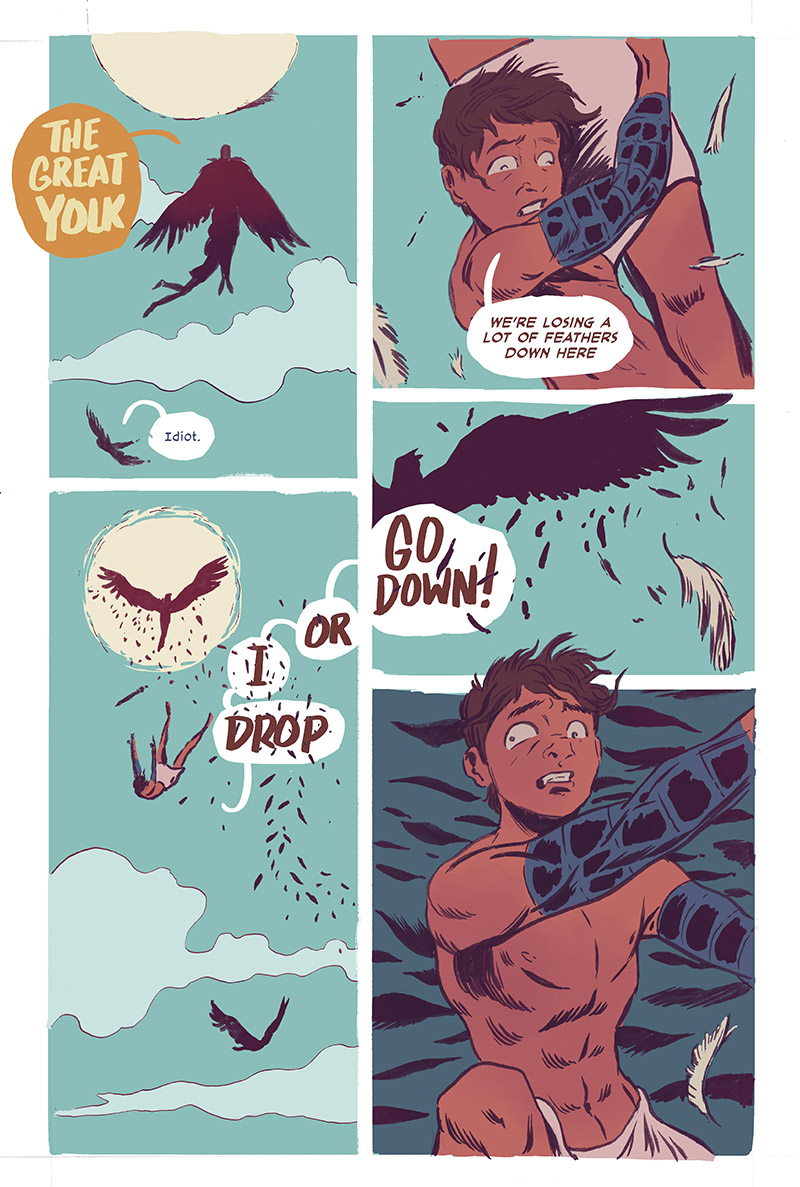 THE
GREAT
YOLK
Idiot.
WE'RE LOSING A
LOT OF FEATHERS
DOWN HERE
GO
DOWN!
OR
I
DROP